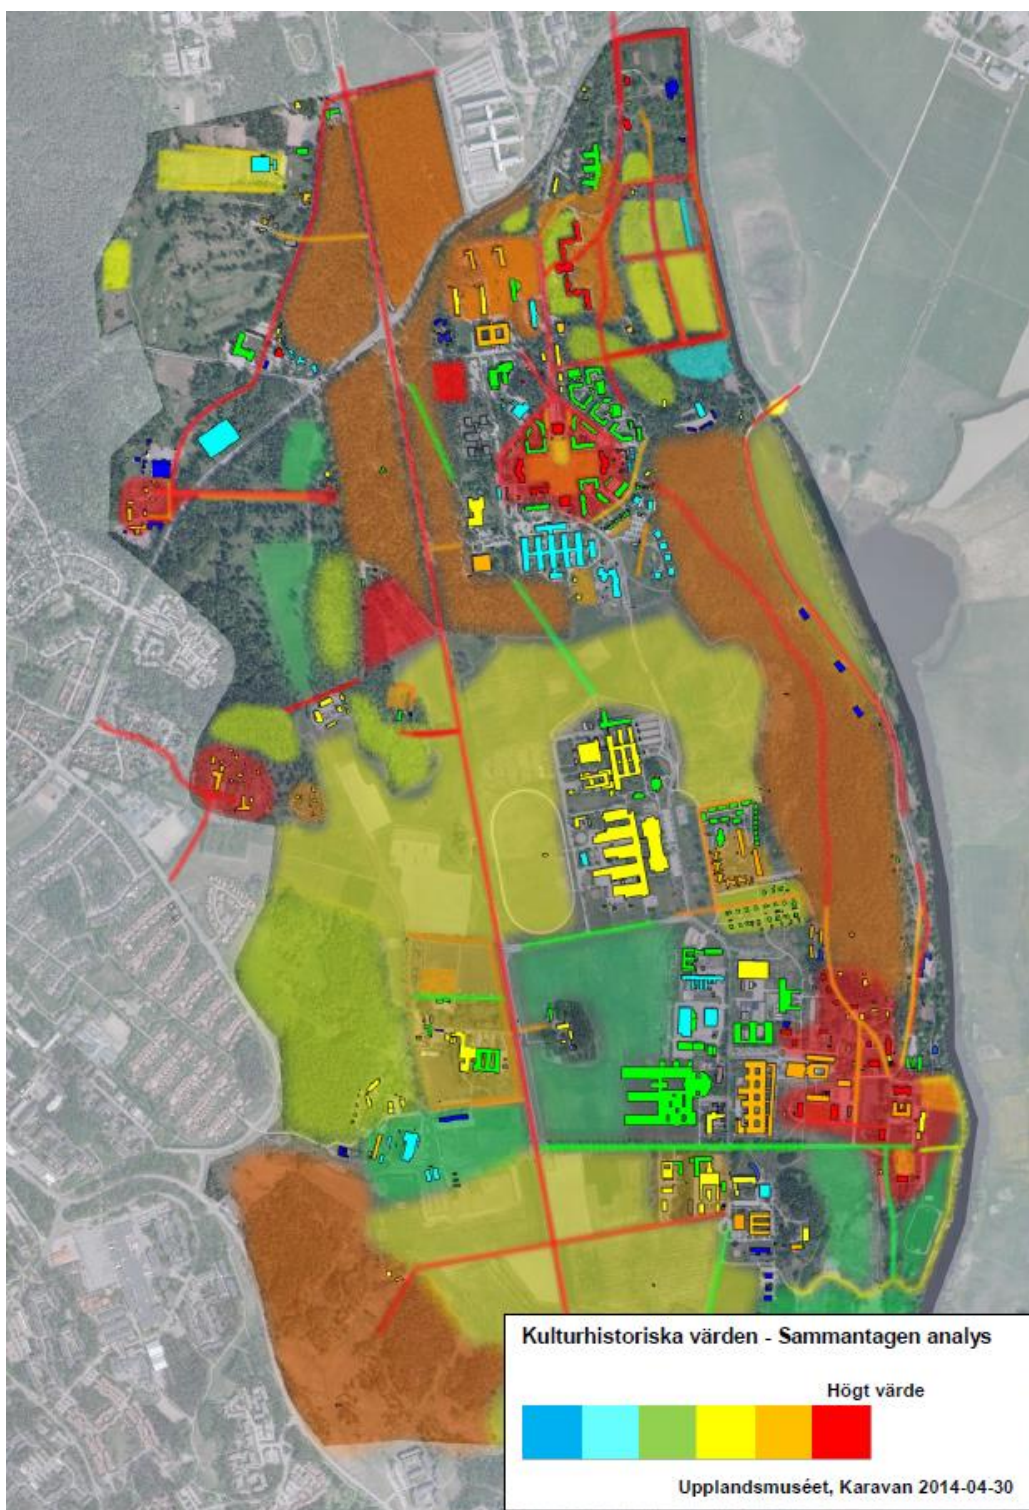 Kulturhistoriska värden - Sammantagen analys
Högt värde
Upplandsmuséet, Karavan 2014-04-30